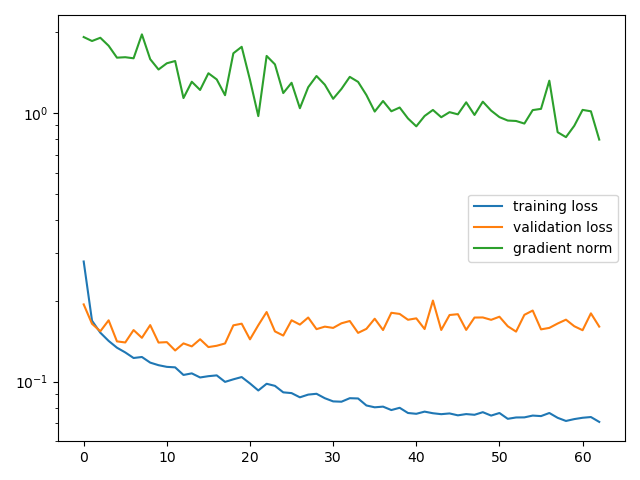 10⁰
10⁻¹
0 10 20 30 40 50 60
training loss
validation loss
gradient norm